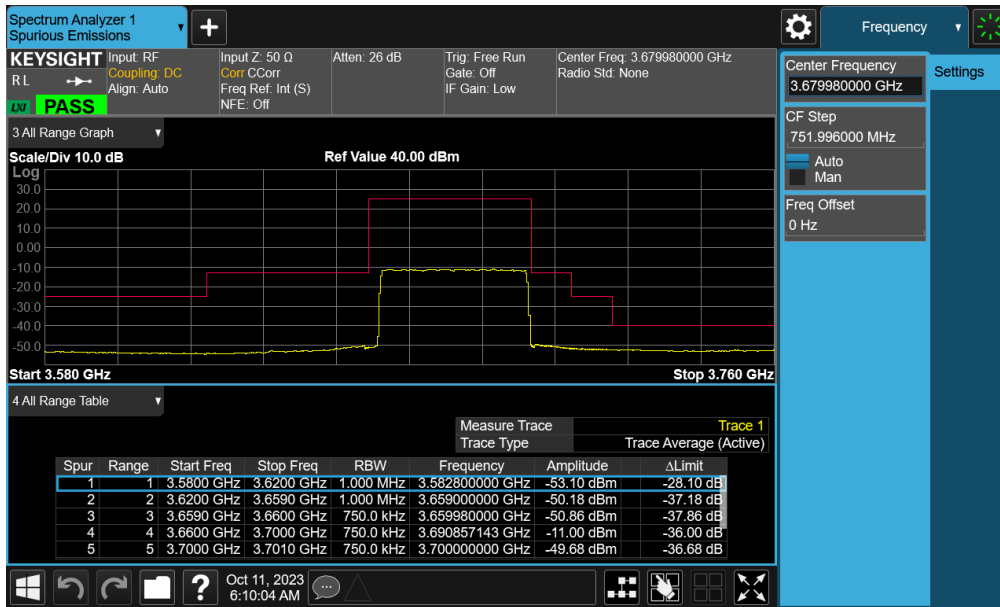 Spectrum Analyzer 1
Spurious Emissions
Frequency
KEYSIGHT
R L
LXI
PASS
Input: RF
Coupling: DC
Align: Auto
Input Z: 50 Ω
Corr CCorr
Freq Ref: Int (S)
NFE: Off
Atten: 26 dB
Trig: Free Run
Gate: Off
IF Gain: Low
Center Freq: 3.679980000 GHz
Radio Std: None
Center Frequency
3.679980000 GHz
Settings
CF Step
751.996000 MHz
Auto
Man
Freq Offset
0 Hz
3 All Range Graph
Scale/Div 10.0 dB
Ref Value 40.00 dBm
Log
30.0
20.0
10.0
0.00
-10.0
-20.0
-30.0
-40.0
-50.0
Start 3.580 GHz
Stop 3.760 GHz
4 All Range Table
Measure Trace Trace 1
Trace Type Trace Average (Active)
Spur Range Start Freq Stop Freq RBW Frequency Amplitude ∆Limit
1 1 3.5800 GHz 3.6200 GHz 1.000 MHz 3.582800000 GHz -53.10 dBm -28.10 dB
2 2 3.6200 GHz 3.6590 GHz 1.000 MHz 3.659000000 GHz -50.18 dBm -37.18 dB
3 3 3.6590 GHz 3.6600 GHz 750.0 kHz 3.659980000 GHz -50.86 dBm -37.86 dB
4 4 3.6600 GHz 3.7000 GHz 750.0 kHz 3.690857143 GHz -11.00 dBm -36.00 dB
5 5 3.7000 GHz 3.7010 GHz 750.0 kHz 3.700000000 GHz -49.68 dBm -36.68 dB
Oct 11, 2023
6:10:04 AM